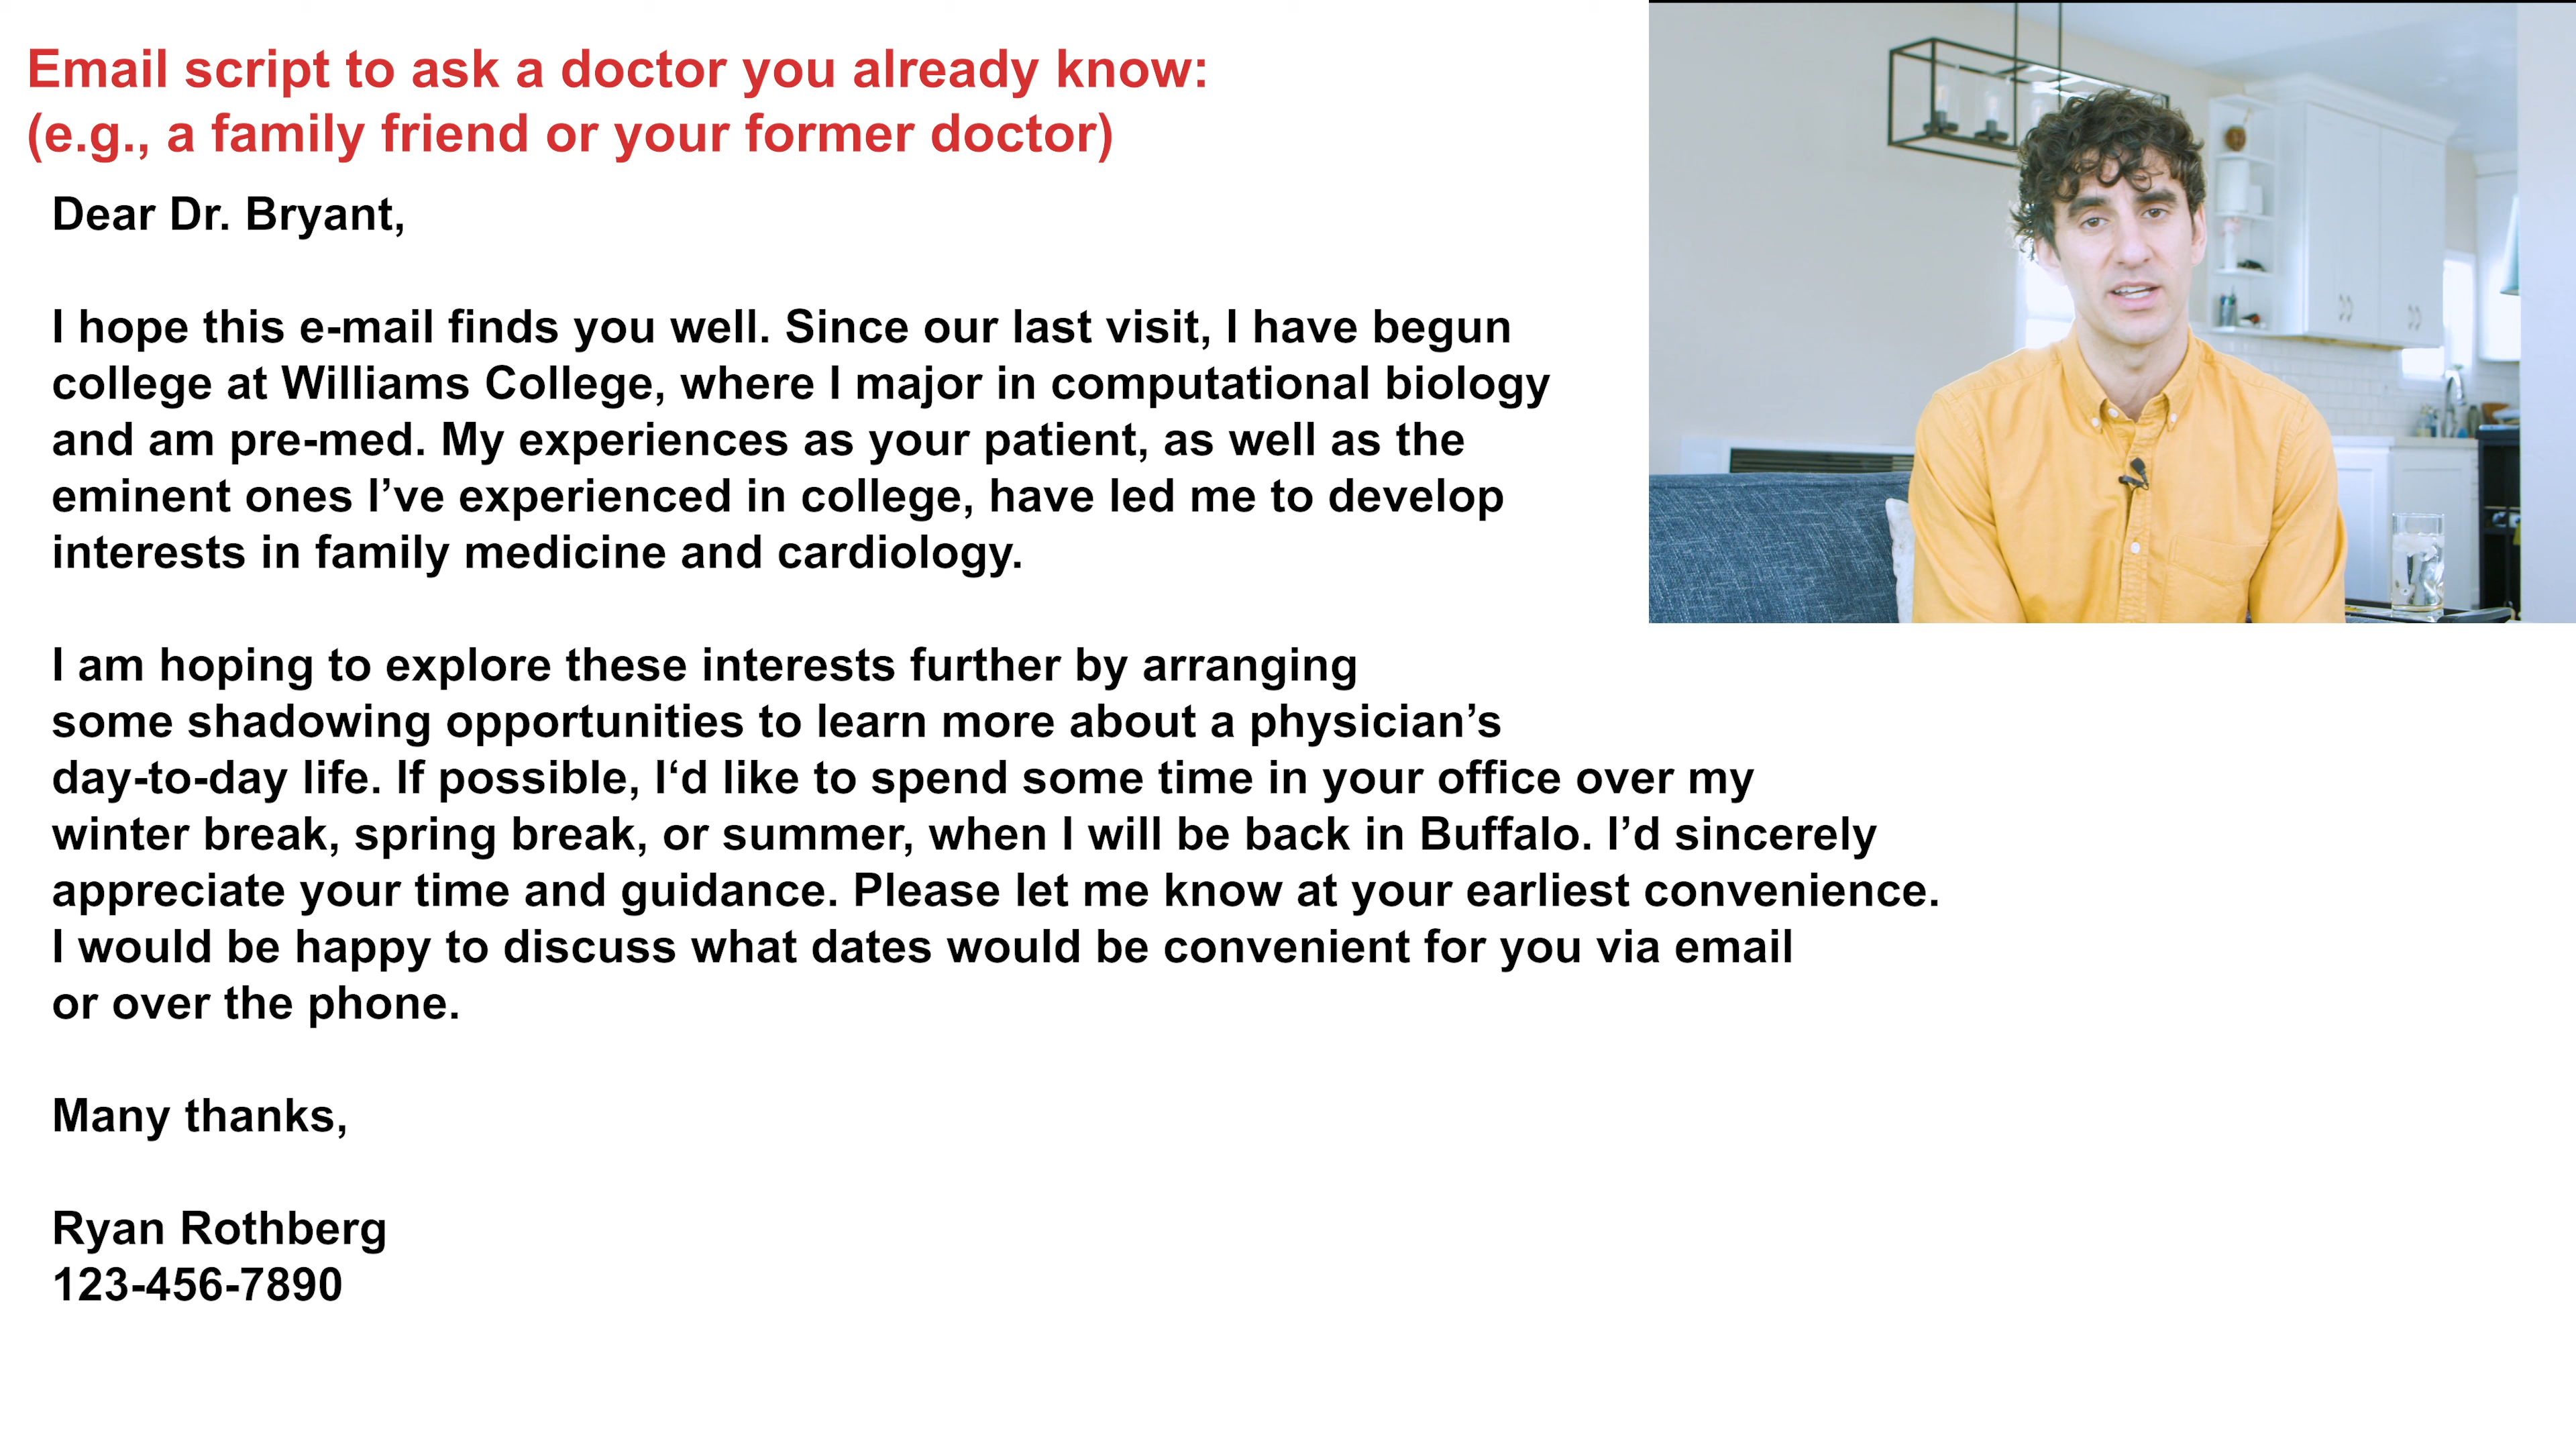 Email script to ask a doctor you already know:
(e.g., a family friend or your former doctor)
Dear Dr. Bryant,
I hope this e-mail finds you well. Since our last visit, I have begun
college at Williams College, where I major in computational biology
and am pre-med. My experiences as your patient, as well as the
eminent ones I’ve experienced in college, have led me to develop
interests in family medicine and cardiology.
I am hoping to explore these interests further by arranging
some shadowing opportunities to learn more about a physician’s
day-to-day life. If possible, I‘d like to spend some time in your office over my
winter break, spring break, or summer, when I will be back in Buffalo. I’d sincerely
appreciate your time and guidance. Please let me know at your earliest convenience.
I would be happy to discuss what dates would be convenient for you via email
or over the phone.
Many thanks,
Ryan Rothberg
123-456-7890